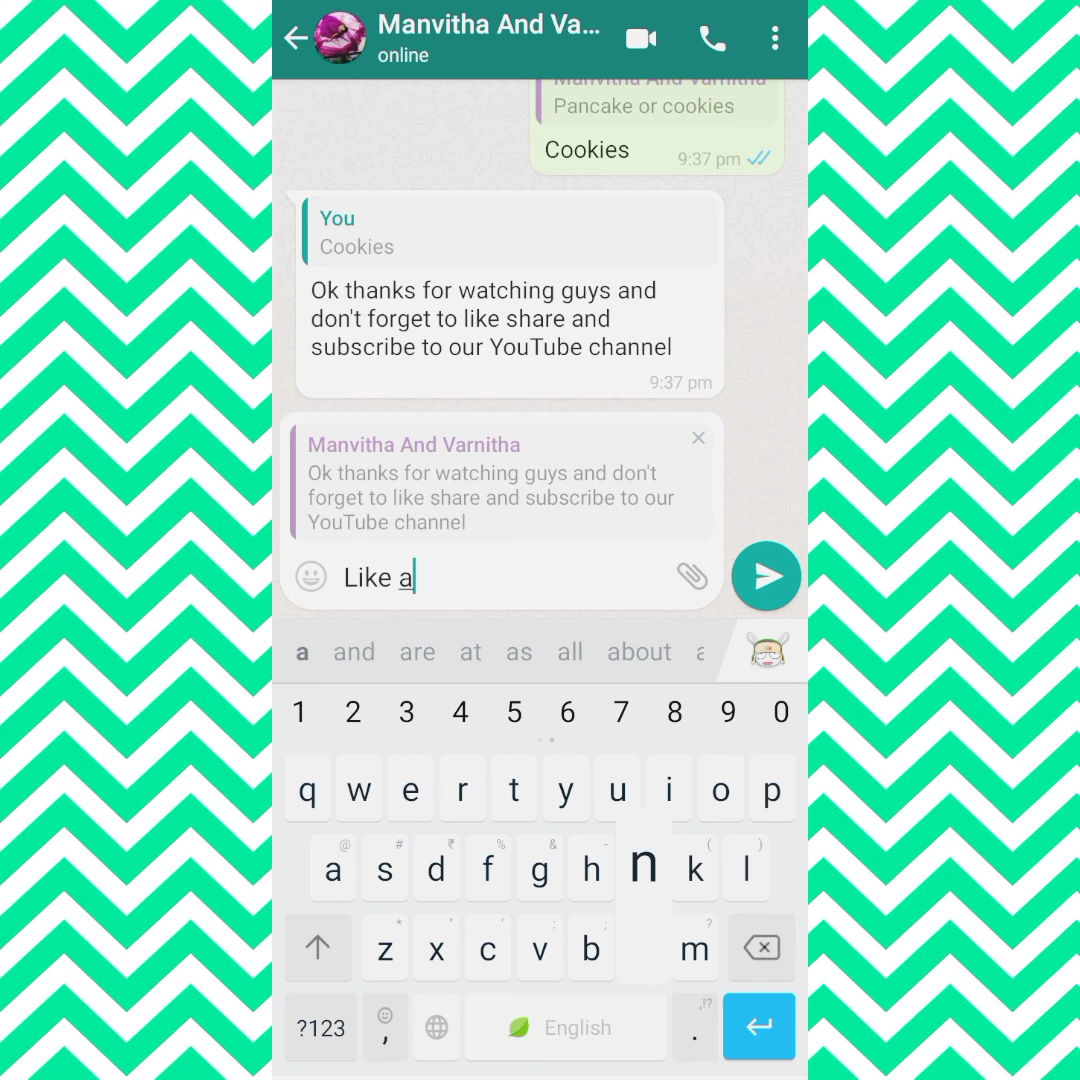 Manvitha And Va...
online
Manvitha And Varnitha
Pancake or cookies
Cookies
9:37 pm
You
Cookies
Ok thanks for watching guys and
don't forget to like share and
subscribe to our YouTube channel
9:37 pm
Manvitha And Varnitha
Ok thanks for watching guys and don't
forget to like share and subscribe to our
YouTube channel
Like a
a and are at as all about
1 2 3 4 5 6 7 8 9 0
q w e r t y u i o p
@ # ₹ % & - ( )
a s d f g h n k l
* " ' : ; ?
z x c v b m
,!?
?123 , English .